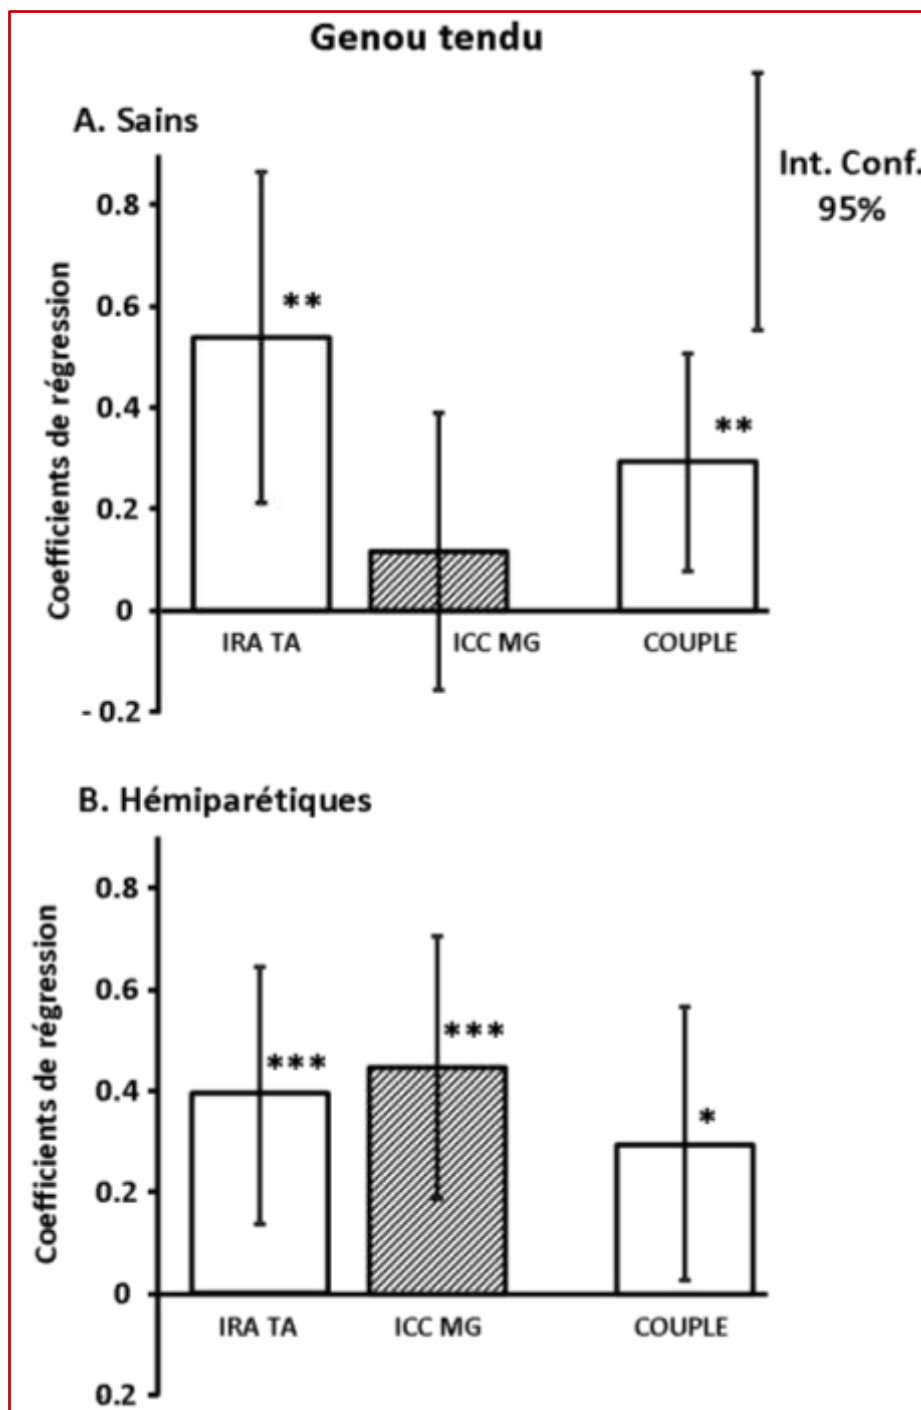 Genou tendu
A. Sains
Int. Conf.
95%
Coefficients de régression
0.8
0.6
**
0.4
**
0.2
0
IRA TA
ICC MG
COUPLE
- 0.2
B. Hémiparétiques
Coefficients de régression
0.8
0.6
***
***
0.4
*
0.2
0
IRA TA
ICC MG
COUPLE
0.2